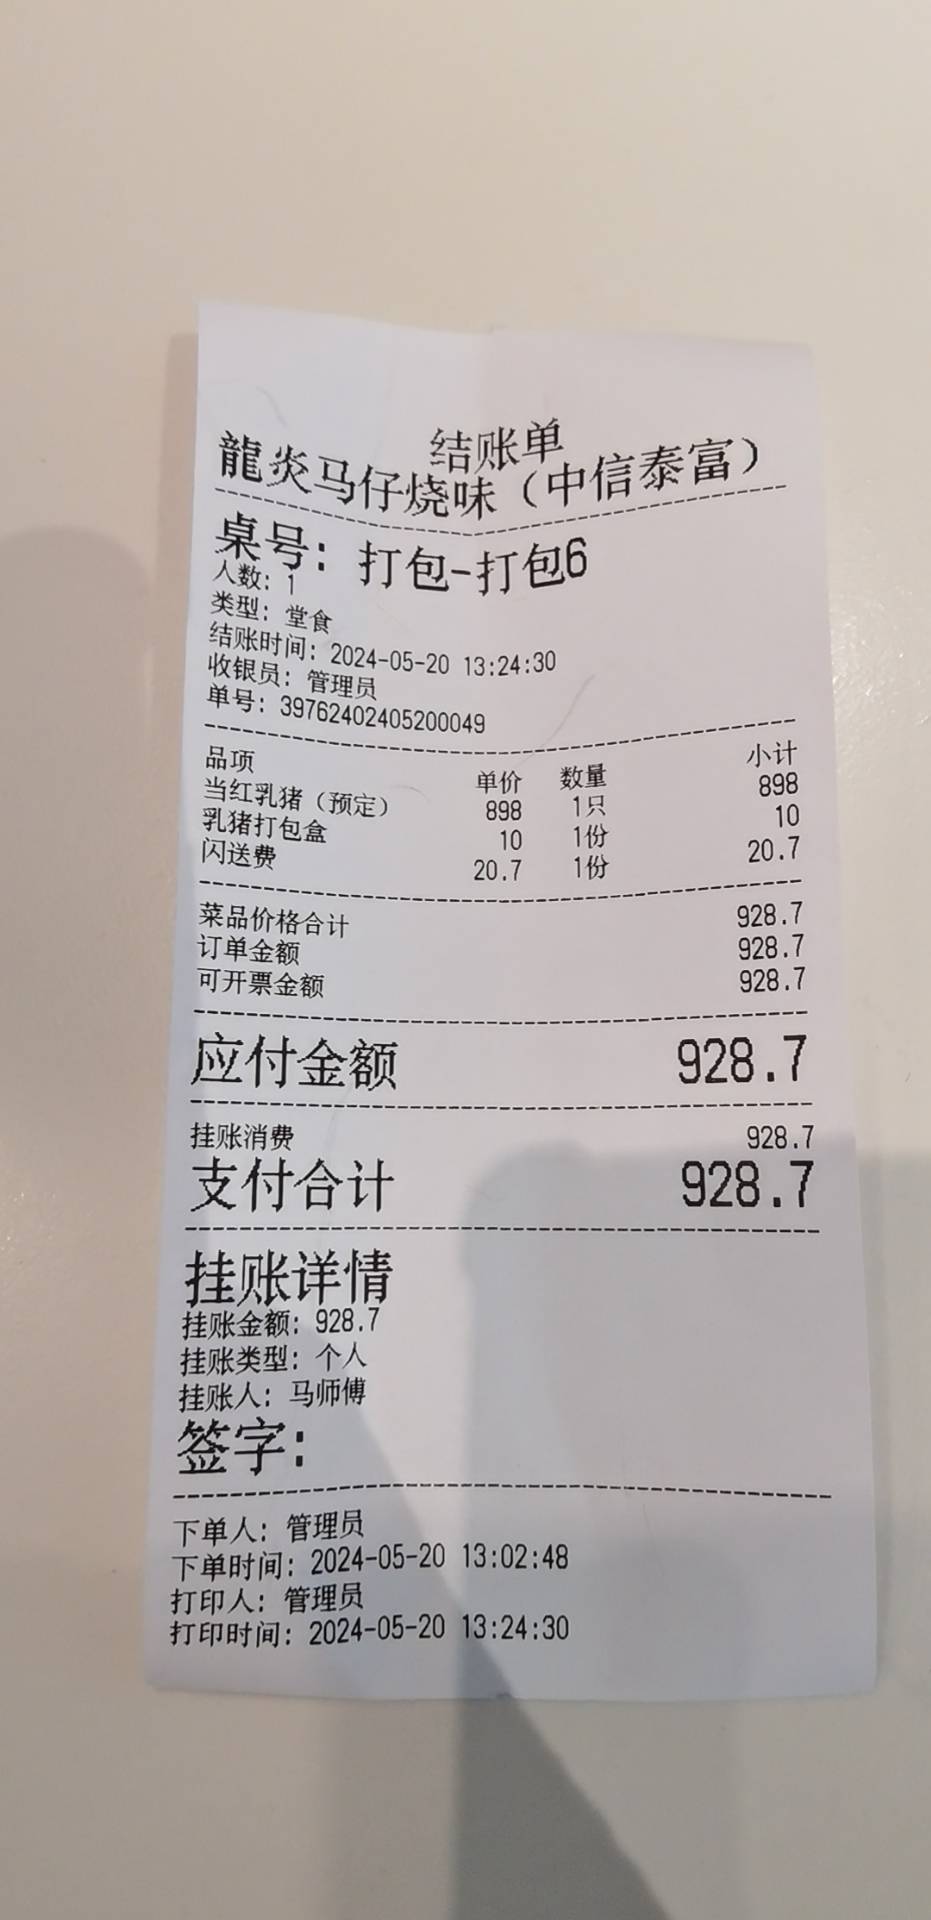 结账单
龍炎马仔烧味（中信泰富）
桌号: 打包-打包6
人数: 1
类型: 堂食
结账时间: 2024-05-20 13:24:30
收银员: 管理员
单号: 39762402405200049
品项 单价 数量 小计
当红乳猪（预定） 898 1只 898
乳猪打包盒 10 1份 10
闪送费 20.7 1份 20.7
菜品价格合计 928.7
订单金额 928.7
可开票金额 928.7
应付金额 928.7
挂账消费 928.7
支付合计 928.7
挂账详情
挂账金额: 928.7
挂账类型: 个人
挂账人: 马师傅
签字:
下单人: 管理员
下单时间: 2024-05-20 13:02:48
打印人: 管理员
打印时间: 2024-05-20 13:24:30